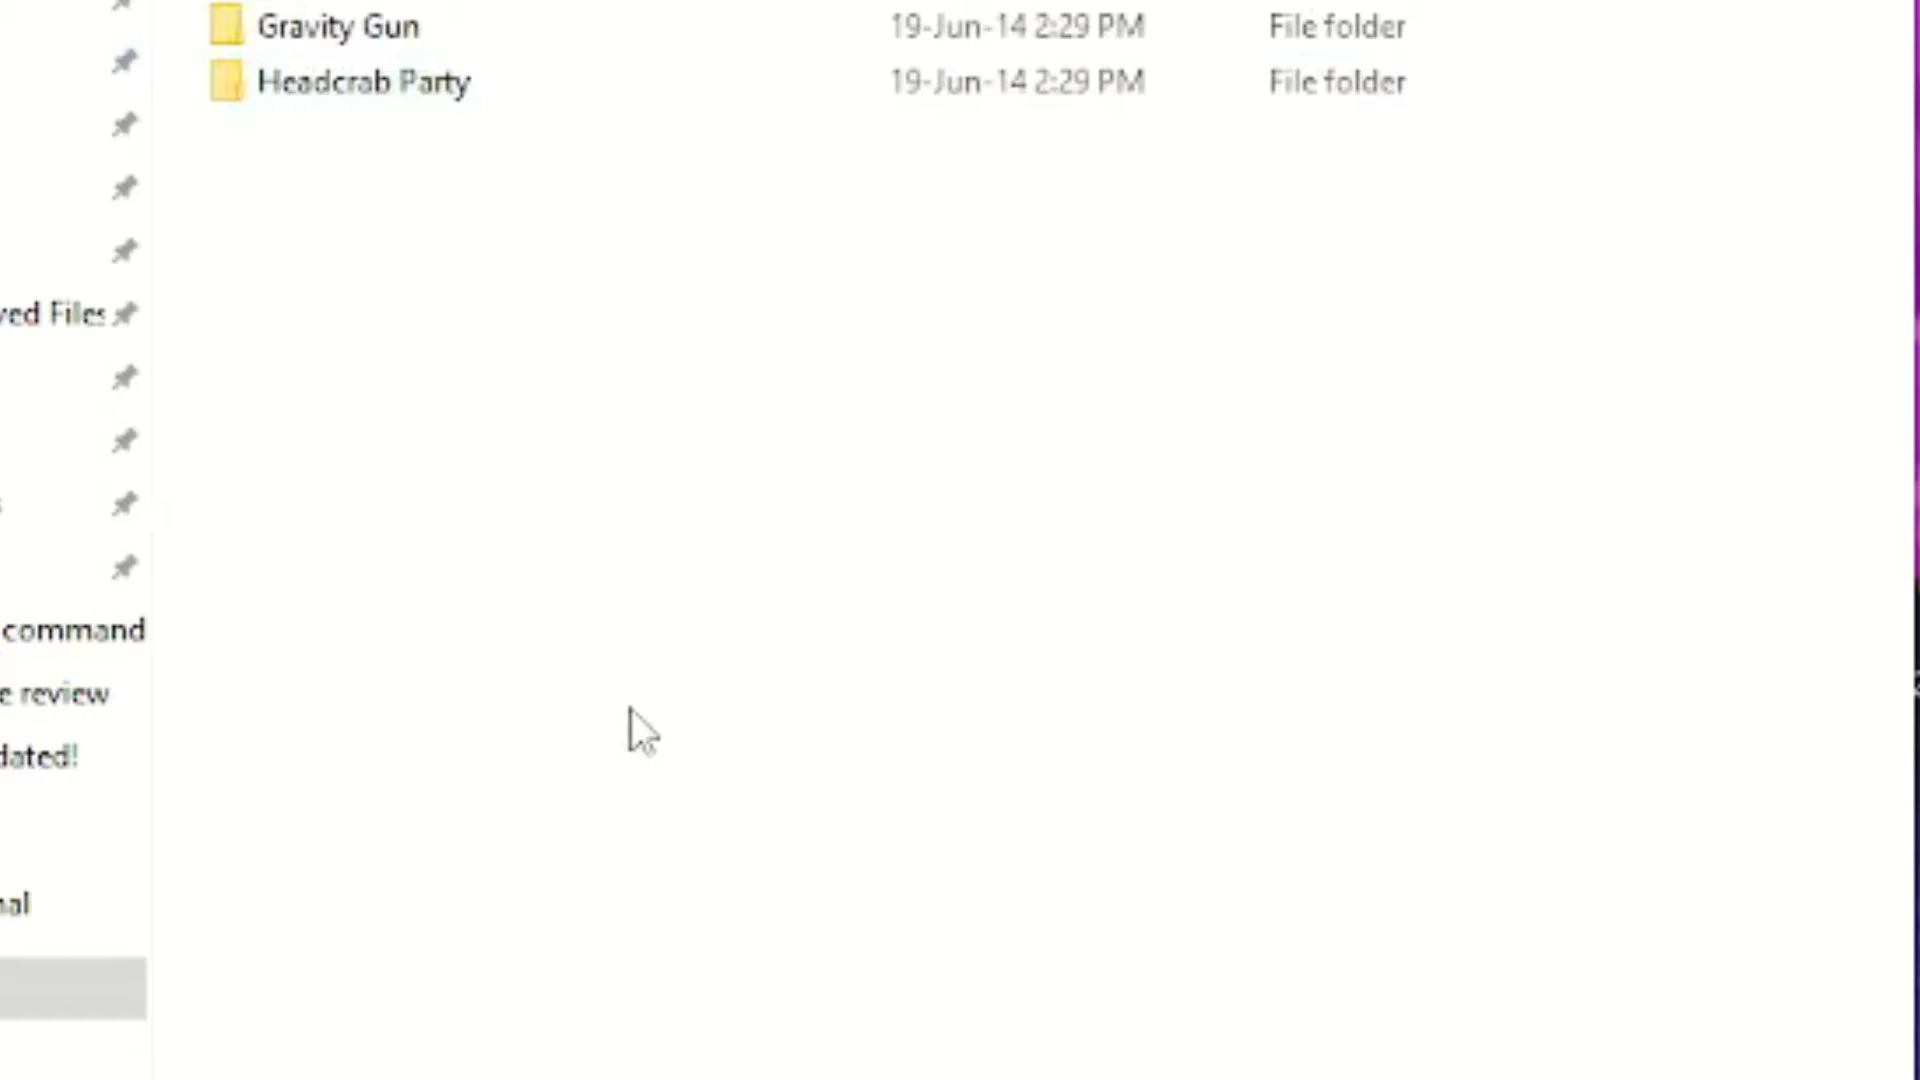 Gravity Gun 19-Jun-14 2:29 PM File folder
Headcrab Party 19-Jun-14 2:29 PM File folder
ved Files
command
e review
dated!
nal